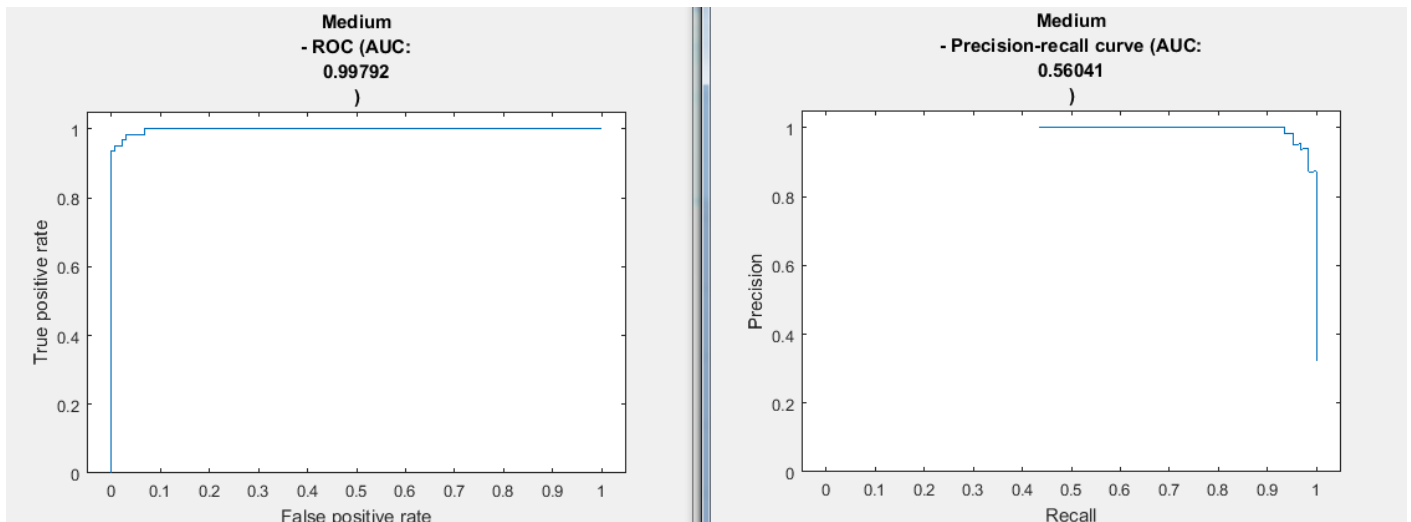 Medium
- ROC (AUC:
0.99792
)
1
0.8
0.6
0.4
0.2
0
True positive rate
0 0.1 0.2 0.3 0.4 0.5 0.6 0.7 0.8 0.9 1
False positive rate
Medium
- Precision-recall curve (AUC:
0.56041
)
1
0.8
0.6
0.4
0.2
0
Precision
0 0.1 0.2 0.3 0.4 0.5 0.6 0.7 0.8 0.9 1
Recall